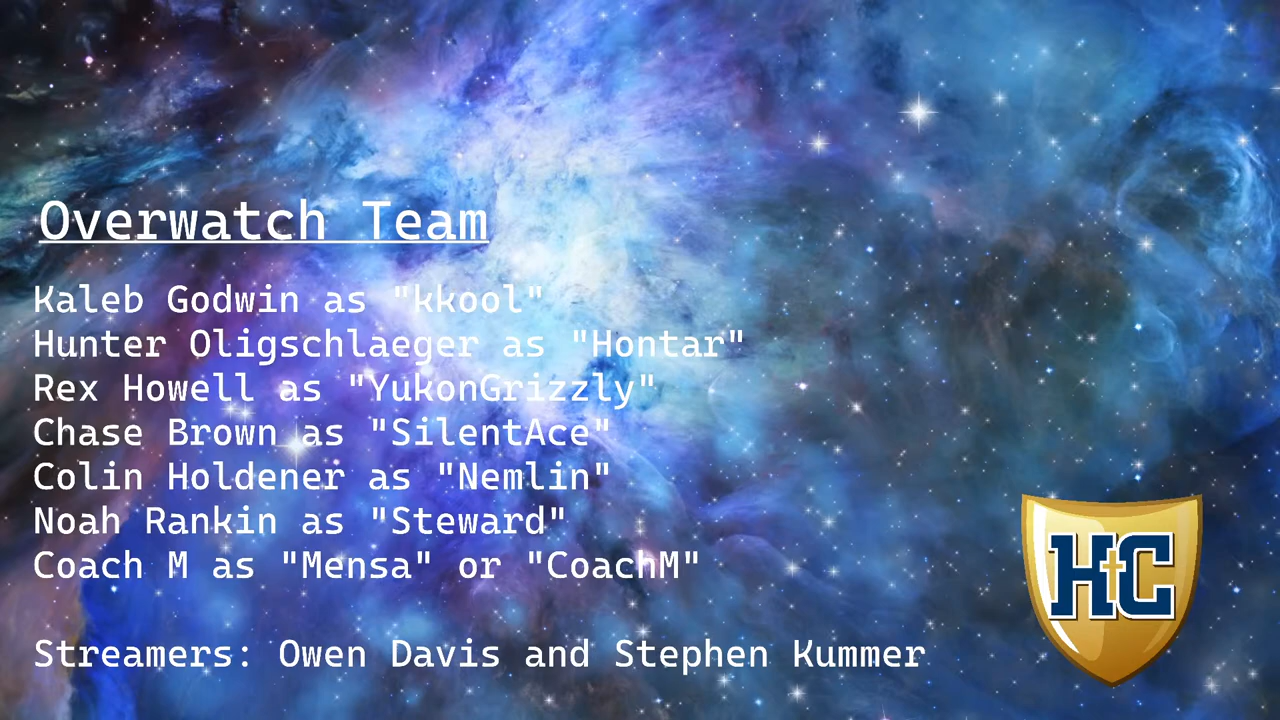 Overwatch Team
Kaleb Godwin as "kkool"
Hunter Oligschlaeger as "Hontar"
Rex Howell as "YukonGrizzly"
Chase Brown as "SilentAce"
Colin Holdener as "Nemlin"
Noah Rankin as "Steward"
Coach M as "Mensa" or "CoachM"
Streamers: Owen Davis and Stephen Kummer
HC